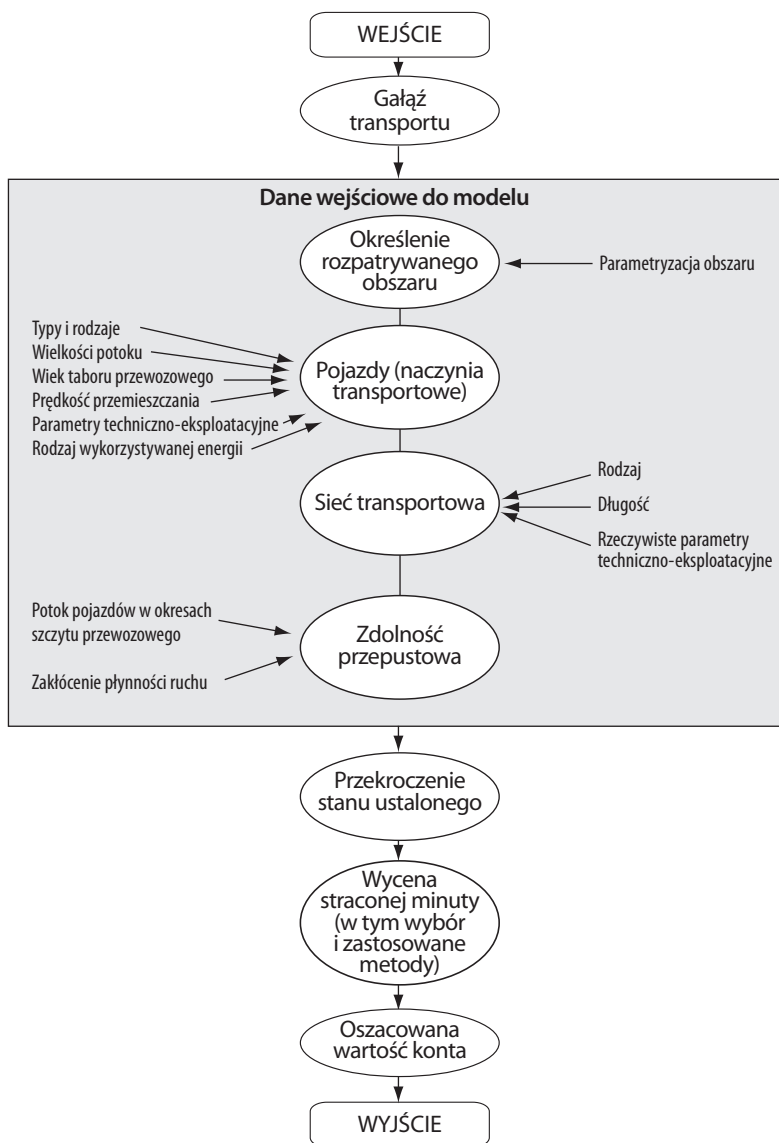 WEJŚCIE
Gałąź
transportu
Dane wejściowe do modelu
Określenie
rozpatrywanego
obszaru
Parametryzacja obszaru
Typy i rodzaje
Wielkości potoku
Wiek taboru przewozowego
Prędkość przemieszczania
Parametry techniczno-eksploatacyjne
Rodzaj wykorzystywanej energii
Pojazdy (naczynia
transportowe)
Sieć transportowa
Rodzaj
Długość
Rzeczywiste parametry
techniczno-eksploatacyjne
Potok pojazdów w okresach
szczytu przewozowego
Zakłócenie płynności ruchu
Zdolność
przepustowa
Przekroczenie
stanu ustalonego
Wycena
straconej minuty
(w tym wybór
i zastosowane
metody)
Oszacowana
wartość konta
WYJŚCIE